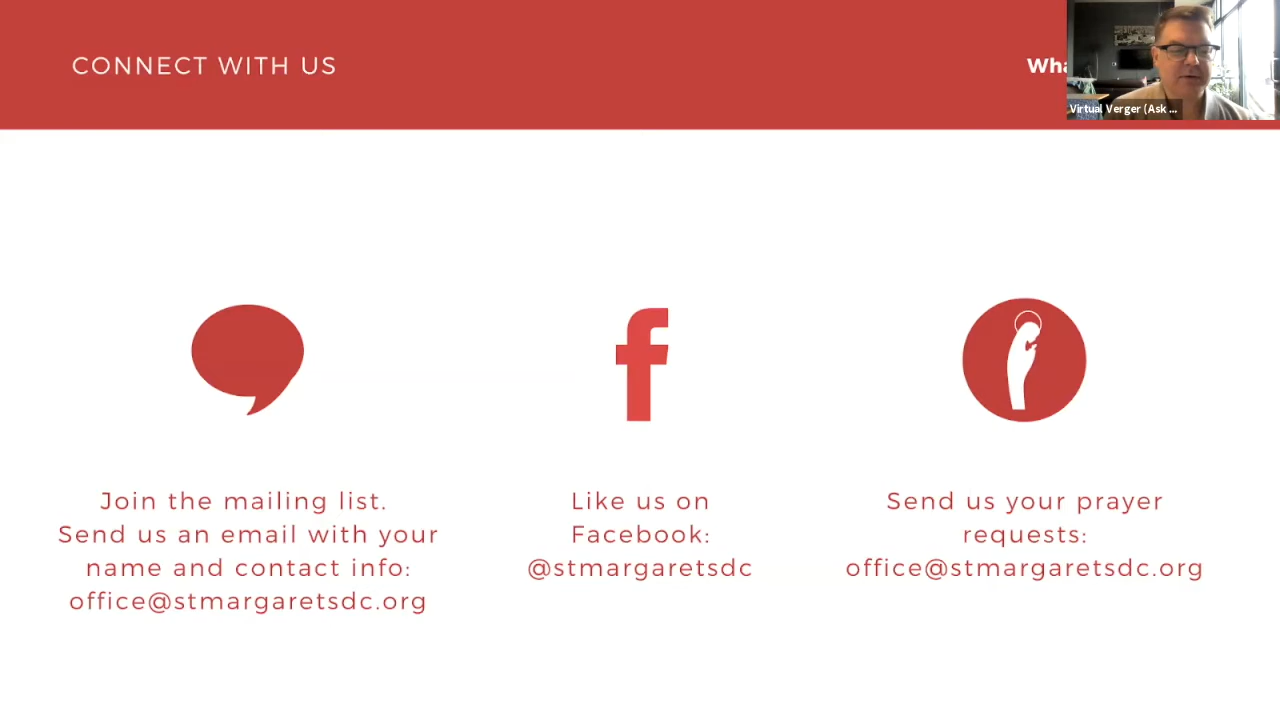 CONNECT WITH US
Virtual Verger (Ask ...
Join the mailing list.
Send us an email with your
name and contact info:
office@stmargaretsdc.org
Like us on
Facebook:
@stmargaretsdc
Send us your prayer
requests:
office@stmargaretsdc.org